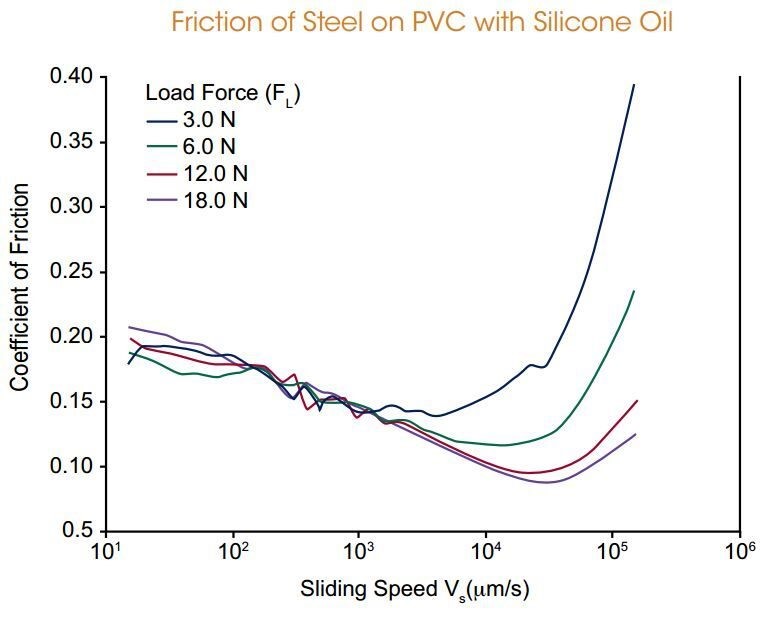 Friction of Steel on PVC with Silicone Oil
Load Force (F_L)
3.0 N
6.0 N
12.0 N
18.0 N
Coefficient of Friction
0.40
0.35
0.30
0.25
0.20
0.15
0.10
0.5
10¹
10²
10³
10⁴
10⁵
10⁶
Sliding Speed V_s(μm/s)